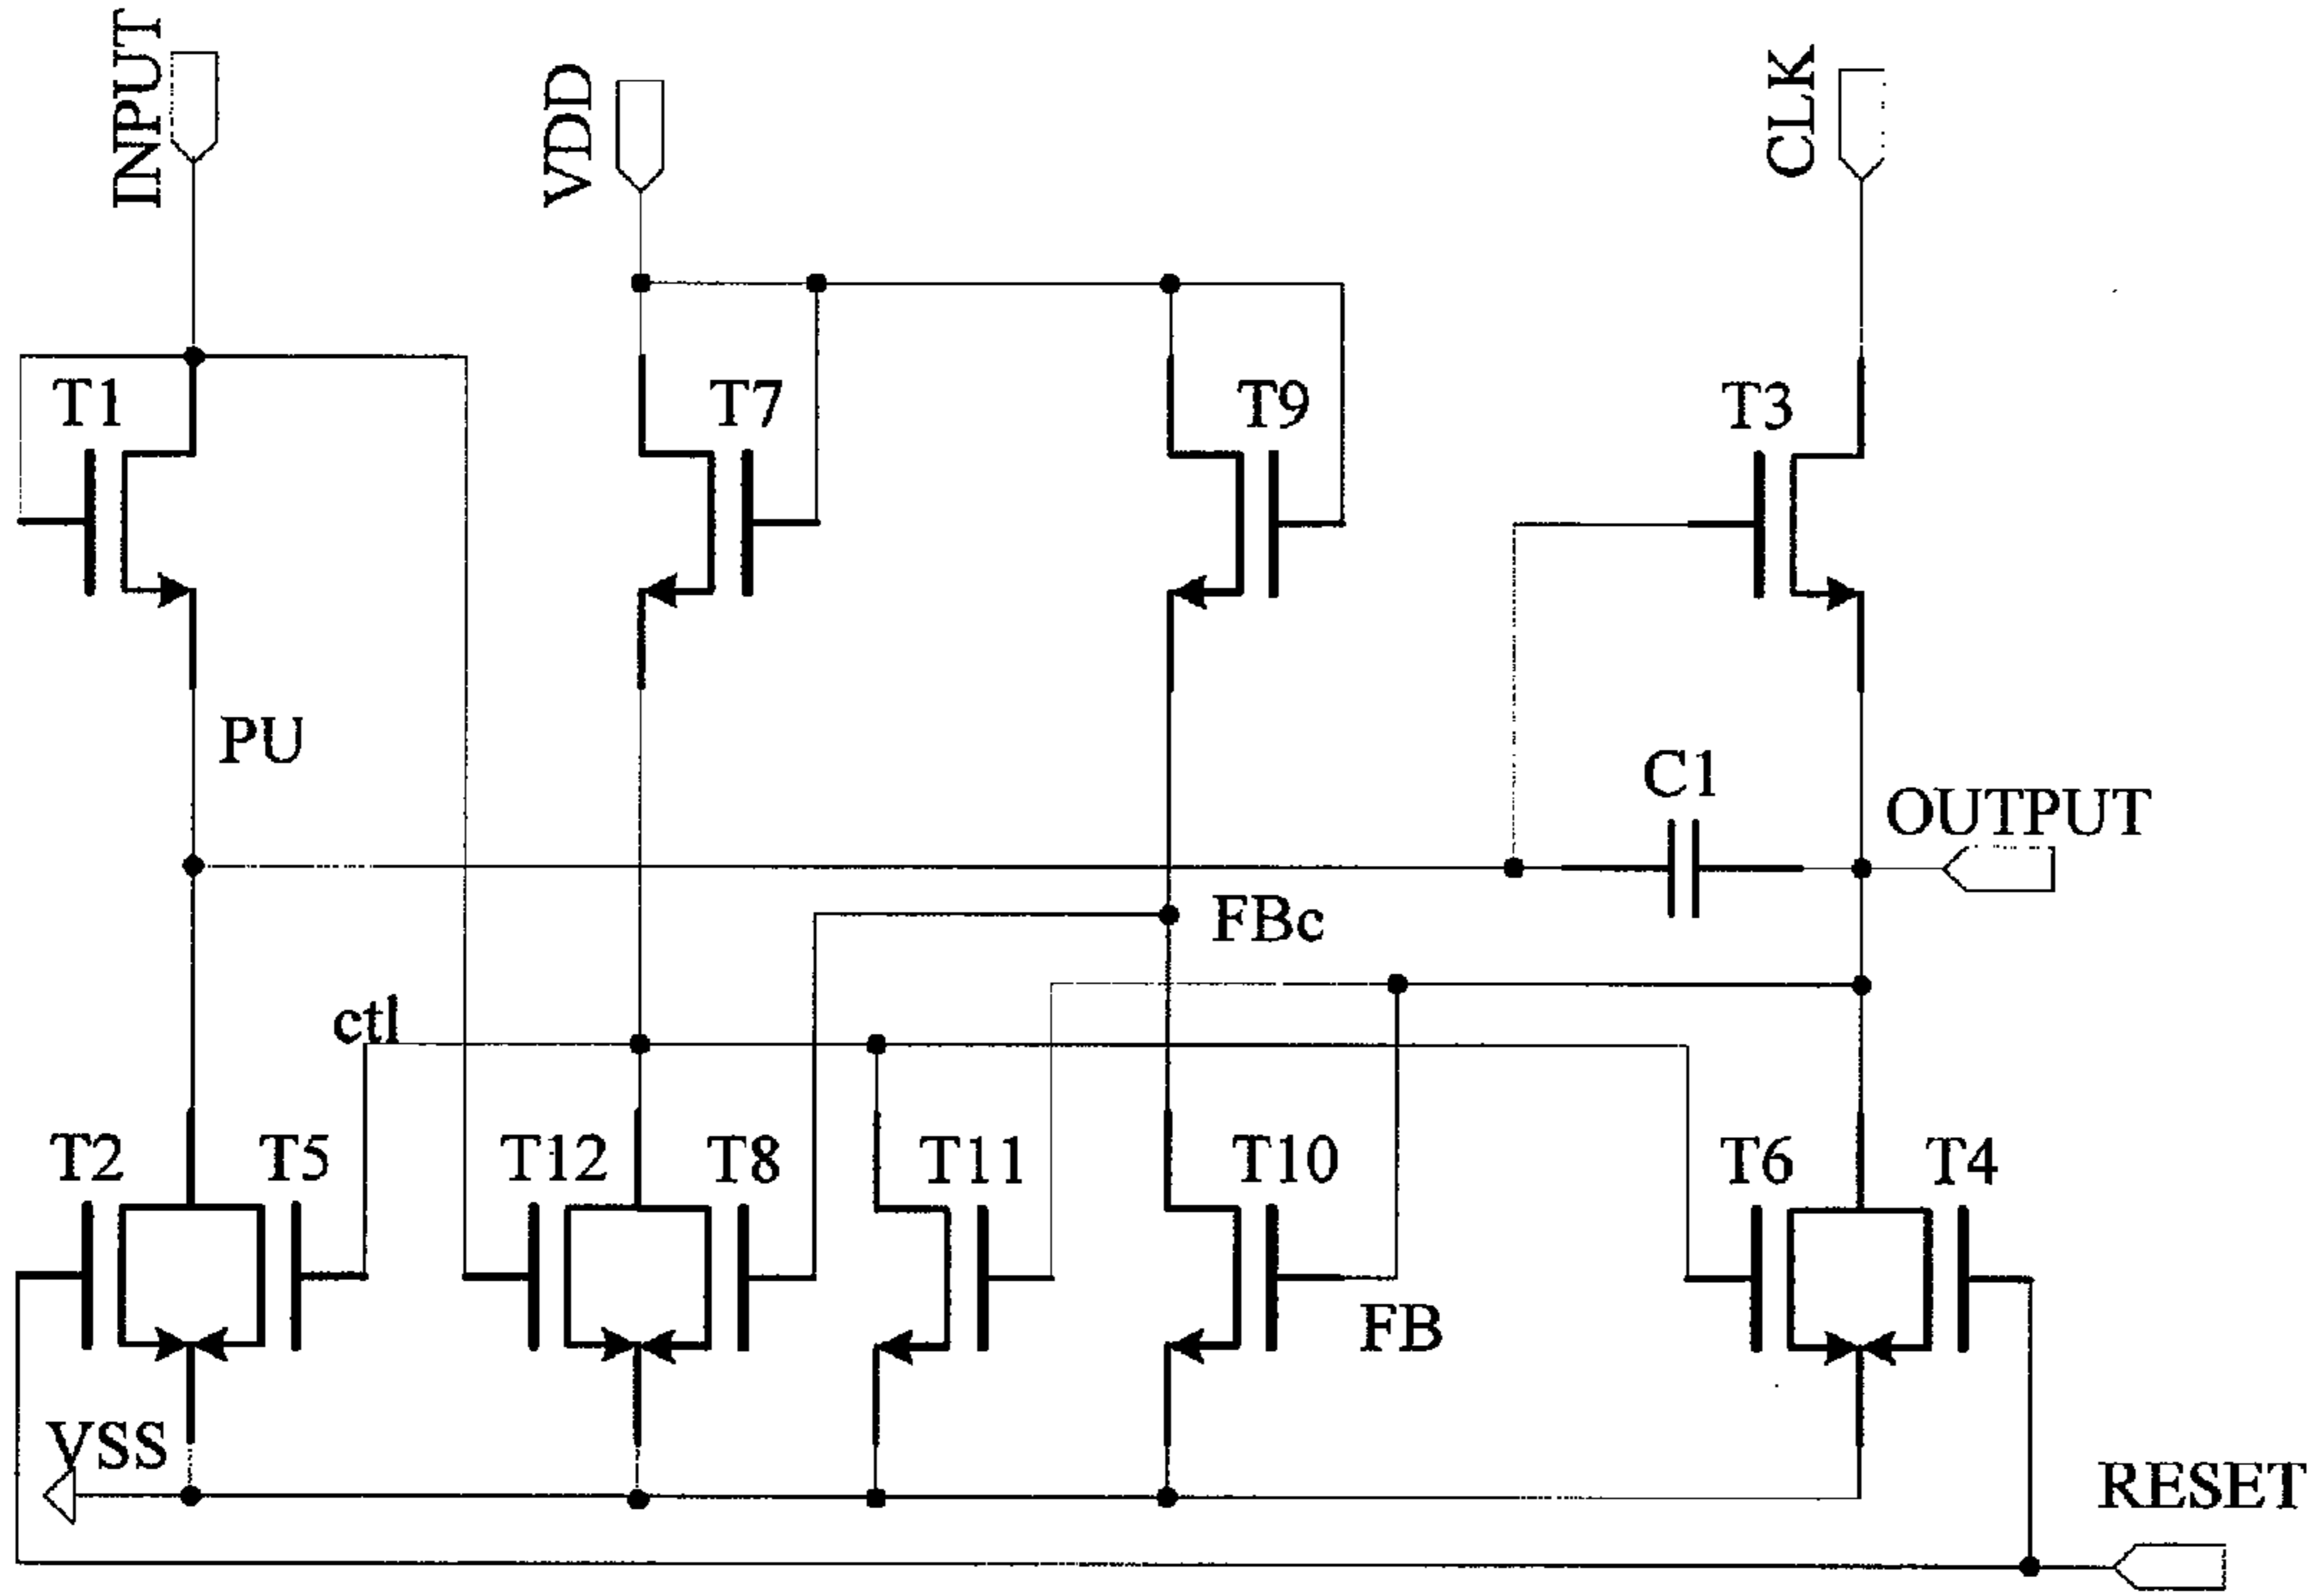 INPUT
VDD
CLK
T1
T7
T9
T3
PU
C1
OUTPUT
FBc
ctl
T2
T5
T12
T8
T11
T10
T6
T4
FB
VSS
RESET